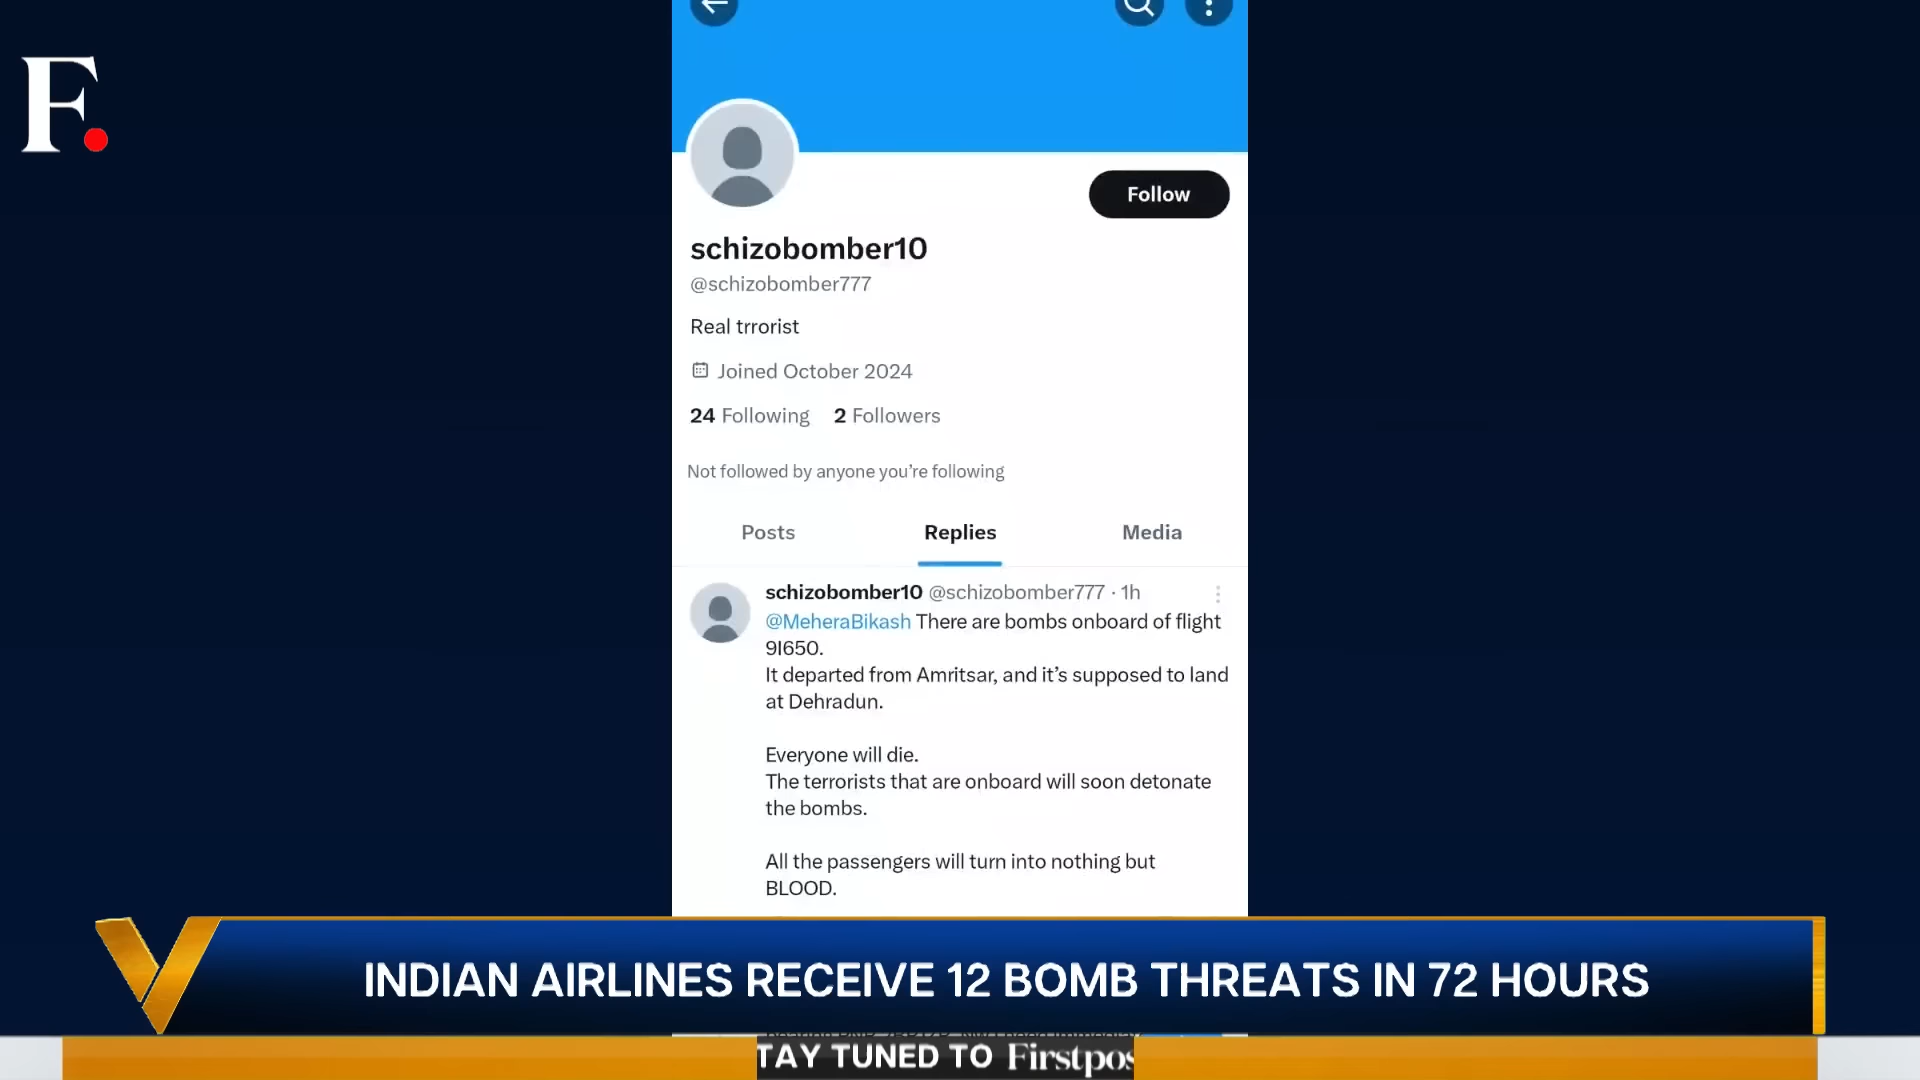 F.
Follow
schizobomber10
@schizobomber777
Real trrorist
Joined October 2024
24 Following 2 Followers
Not followed by anyone you’re following
Posts Replies Media
schizobomber10 @schizobomber777 · 1h
@MeheraBikash There are bombs onboard of flight
9I650.
It departed from Amritsar, and it’s supposed to land
at Dehradun.
Everyone will die.
The terrorists that are onboard will soon detonate
the bombs.
All the passengers will turn into nothing but
BLOOD.
INDIAN AIRLINES RECEIVE 12 BOMB THREATS IN 72 HOURS
TAY TUNED TO Firstpos